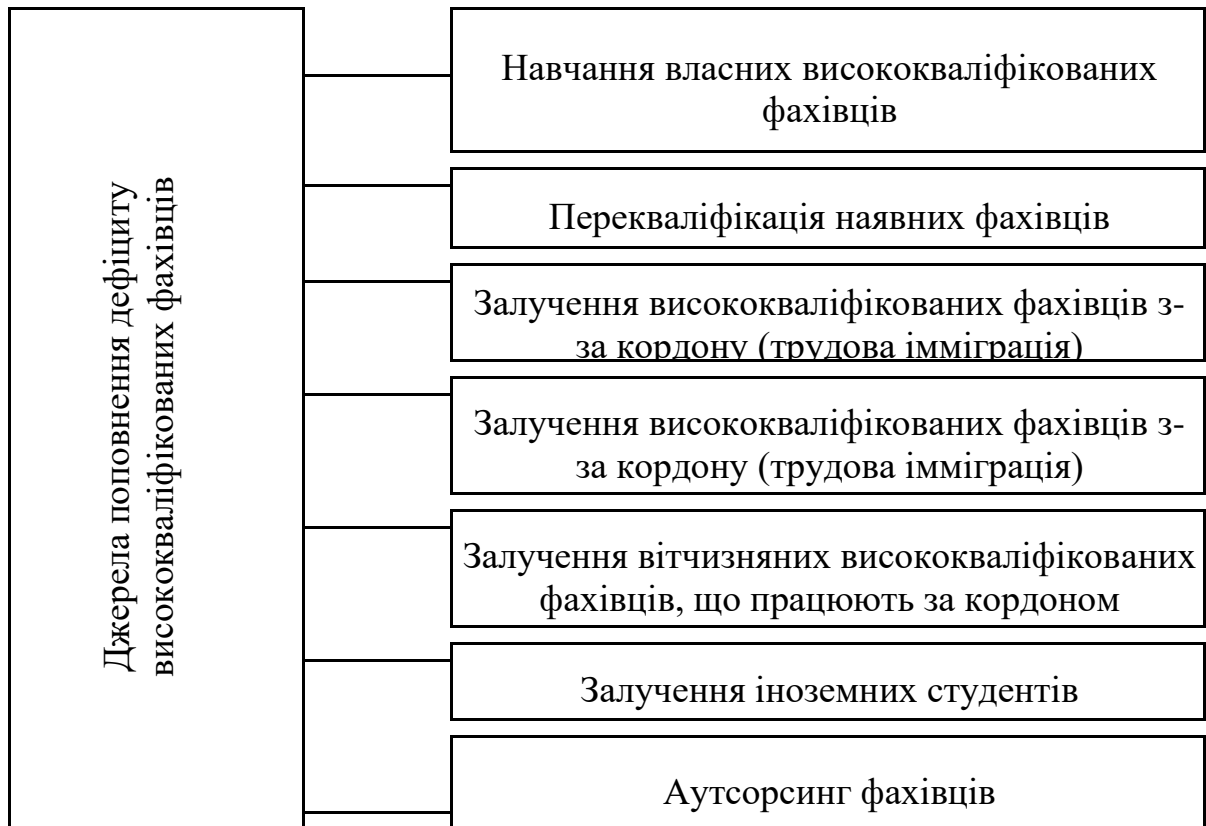 Джерела поповнення дефіциту
висококваліфікованих фахівців
Навчання власних висококваліфікованих
фахівців
Перекваліфікація наявних фахівців
Залучення висококваліфікованих фахівців з-
за кордону (трудова імміграція)
Залучення висококваліфікованих фахівців з-
за кордону (трудова імміграція)
Залучення вітчизняних висококваліфікованих
фахівців, що працюють за кордоном
Залучення іноземних студентів
Аутсорсинг фахівців